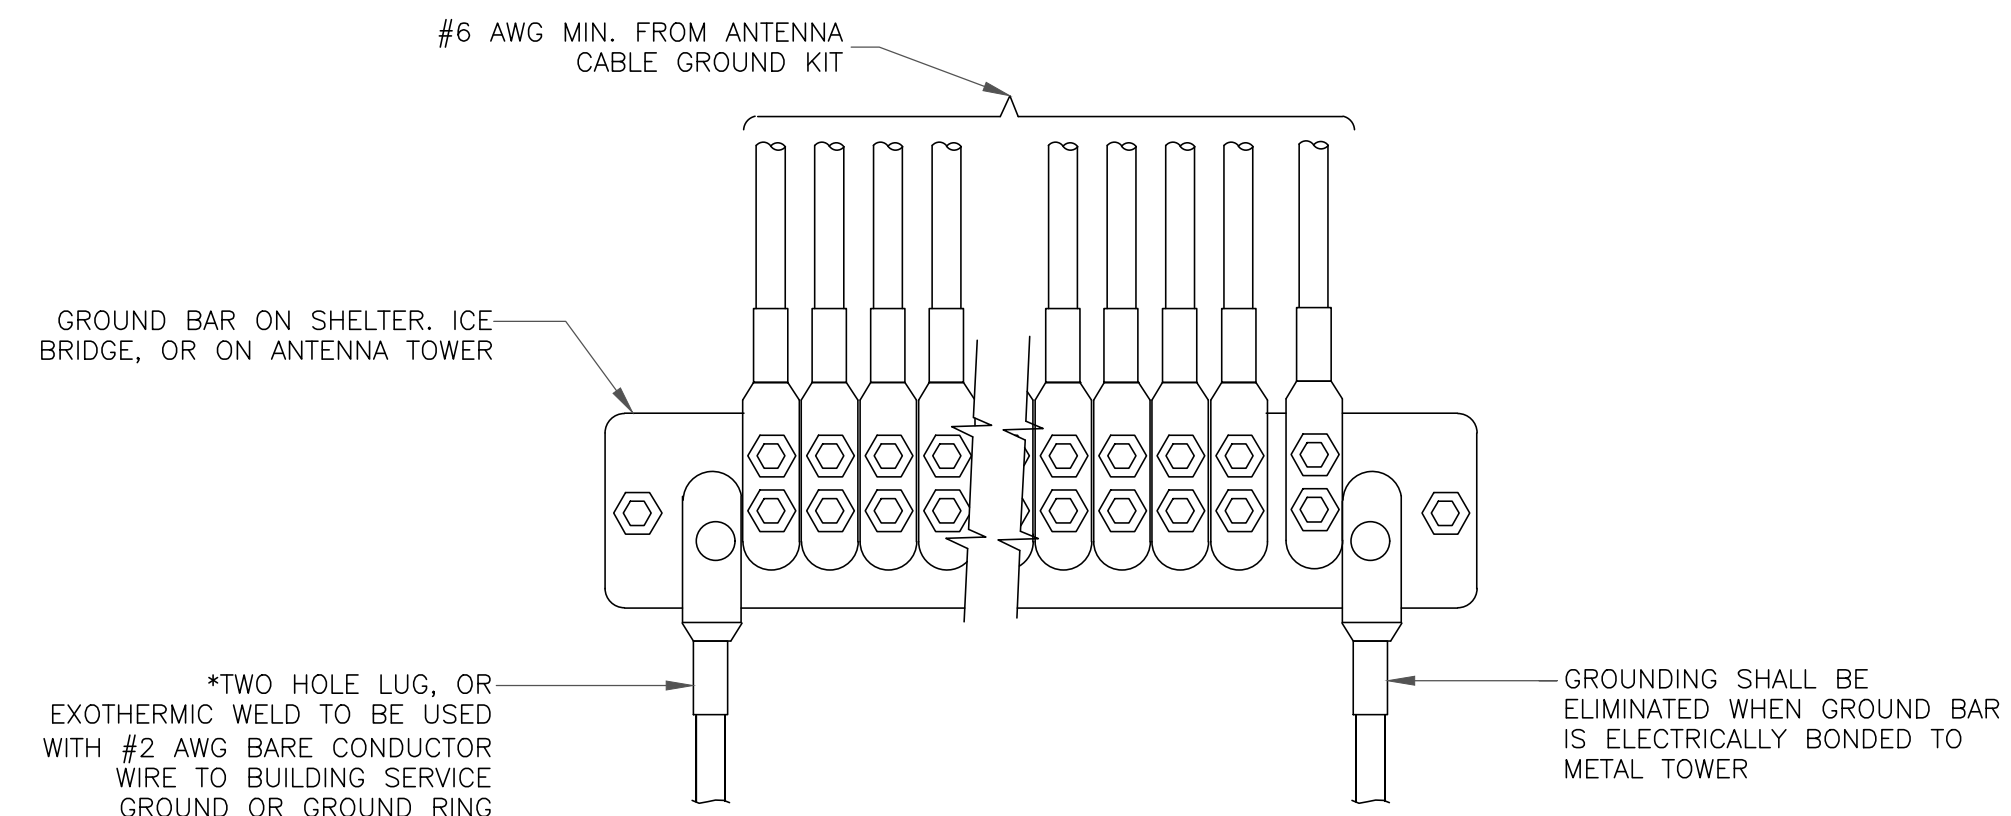 #6 AWG MIN. FROM ANTENNA
CABLE GROUND KIT
GROUND BAR ON SHELTER. ICE
BRIDGE, OR ON ANTENNA TOWER
*TWO HOLE LUG, OR
EXOTHERMIC WELD TO BE USED
WITH #2 AWG BARE CONDUCTOR
WIRE TO BUILDING SERVICE
GROUND OR GROUND RING
GROUNDING SHALL BE
ELIMINATED WHEN GROUND BAR
IS ELECTRICALLY BONDED TO
METAL TOWER